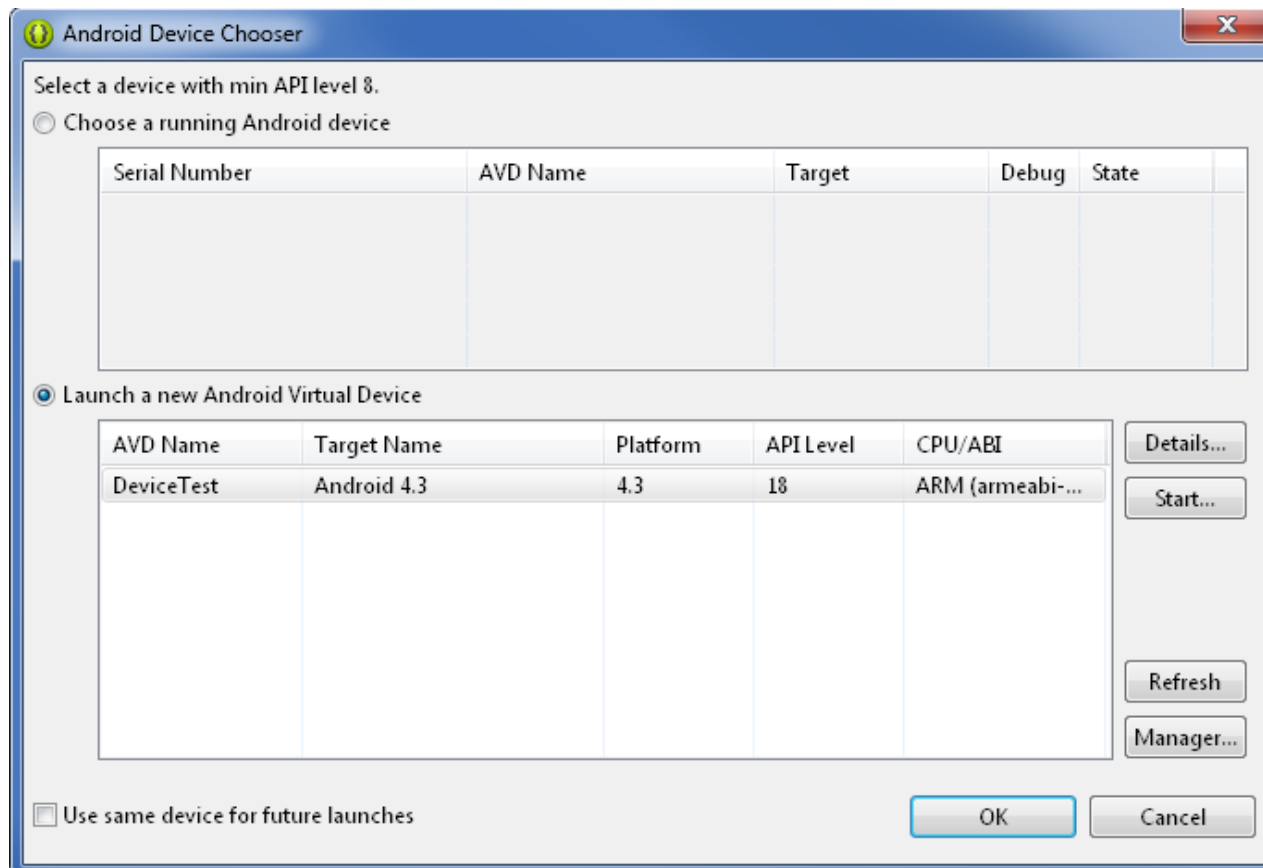 Android Device Chooser
Select a device with min API level 8.
Choose a running Android device
Serial Number AVD Name Target Debug State
Launch a new Android Virtual Device
AVD Name Target Name Platform API Level CPU/ABI
DeviceTest Android 4.3 4.3 18 ARM (armeabi-...
Details...
Start...
Refresh
Manager...
Use same device for future launches
OK Cancel